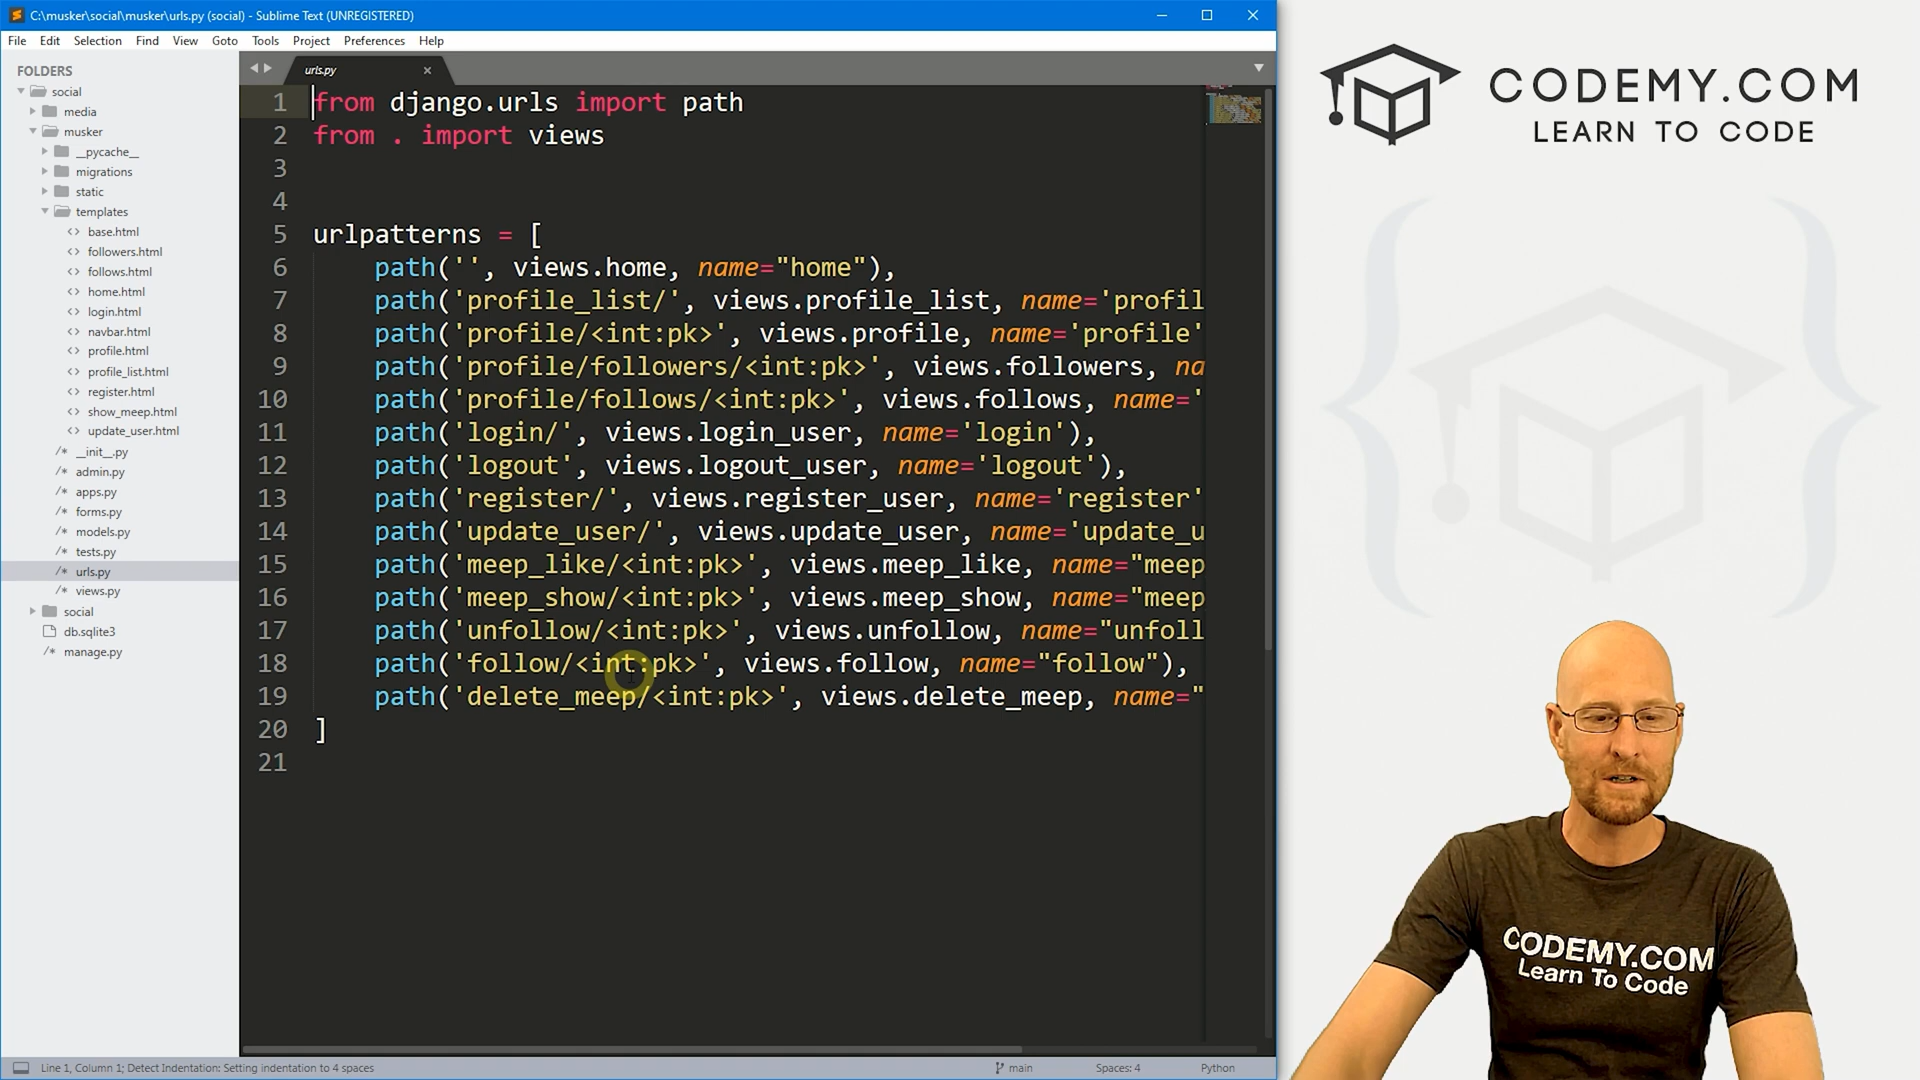 C:\musker\social\musker\urls.py (social) - Sublime Text (UNREGISTERED)
File Edit Selection Find View Goto Tools Project Preferences Help
FOLDERS
social
media
musker
__pycache__
migrations
static
templates
base.html
followers.html
follows.html
home.html
login.html
navbar.html
profile.html
profile_list.html
register.html
show_meep.html
update_user.html
__init__.py
admin.py
apps.py
forms.py
models.py
tests.py
urls.py
views.py
social
db.sqlite3
manage.py
urls.py
1 from django.urls import path
2 from . import views
3
4
5 urlpatterns = [
6 path('', views.home, name="home"),
7 path('profile_list/', views.profile_list, name='profil
8 path('profile/<int:pk>', views.profile, name='profile'
9 path('profile/followers/<int:pk>', views.followers, na
10 path('profile/follows/<int:pk>', views.follows, name='
11 path('login/', views.login_user, name='login'),
12 path('logout', views.logout_user, name='logout'),
13 path('register/', views.register_user, name='register'
14 path('update_user/', views.update_user, name='update_u
15 path('meep_like/<int:pk>', views.meep_like, name="meep
16 path('meep_show/<int:pk>', views.meep_show, name="meep
17 path('unfollow/<int:pk>', views.unfollow, name="unfoll
18 path('follow/<int:pk>', views.follow, name="follow"),
19 path('delete_meep/<int:pk>', views.delete_meep, name="
20 ]
21
Line 1, Column 1; Detect Indentation: Setting indentation to 4 spaces
main
Spaces: 4
Python
CODEMY.COM
LEARN TO CODE
CODEMY.COM
Learn To Code